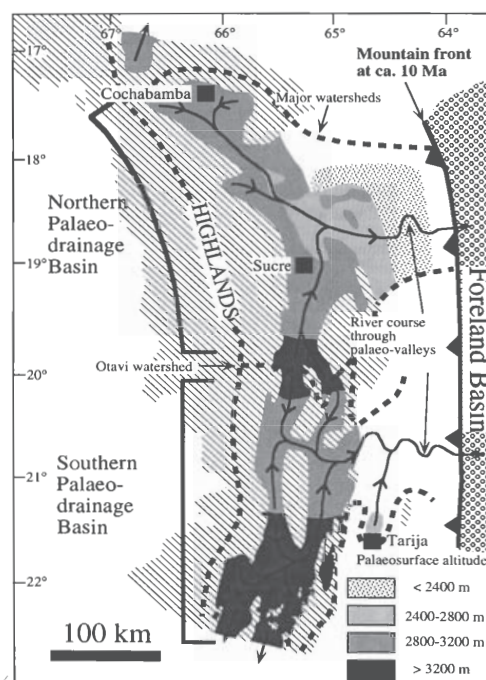 67°
66°
65°
64°
17°
Mountain front
at ca. 10 Ma
Cochabamba
Major watersheds
18°
Northern
Palaeo-
drainage
Basin
HIGHLANDS
19°
Sucre
Foreland Basin
River course
through
palaeo-valleys
Otavi watershed
20°
21°
Southern
Palaeo-
drainage
Basin
Tarija
Palaeosurface altitude
22°
< 2400 m
2400-2800 m
2800-3200 m
> 3200 m
100 km